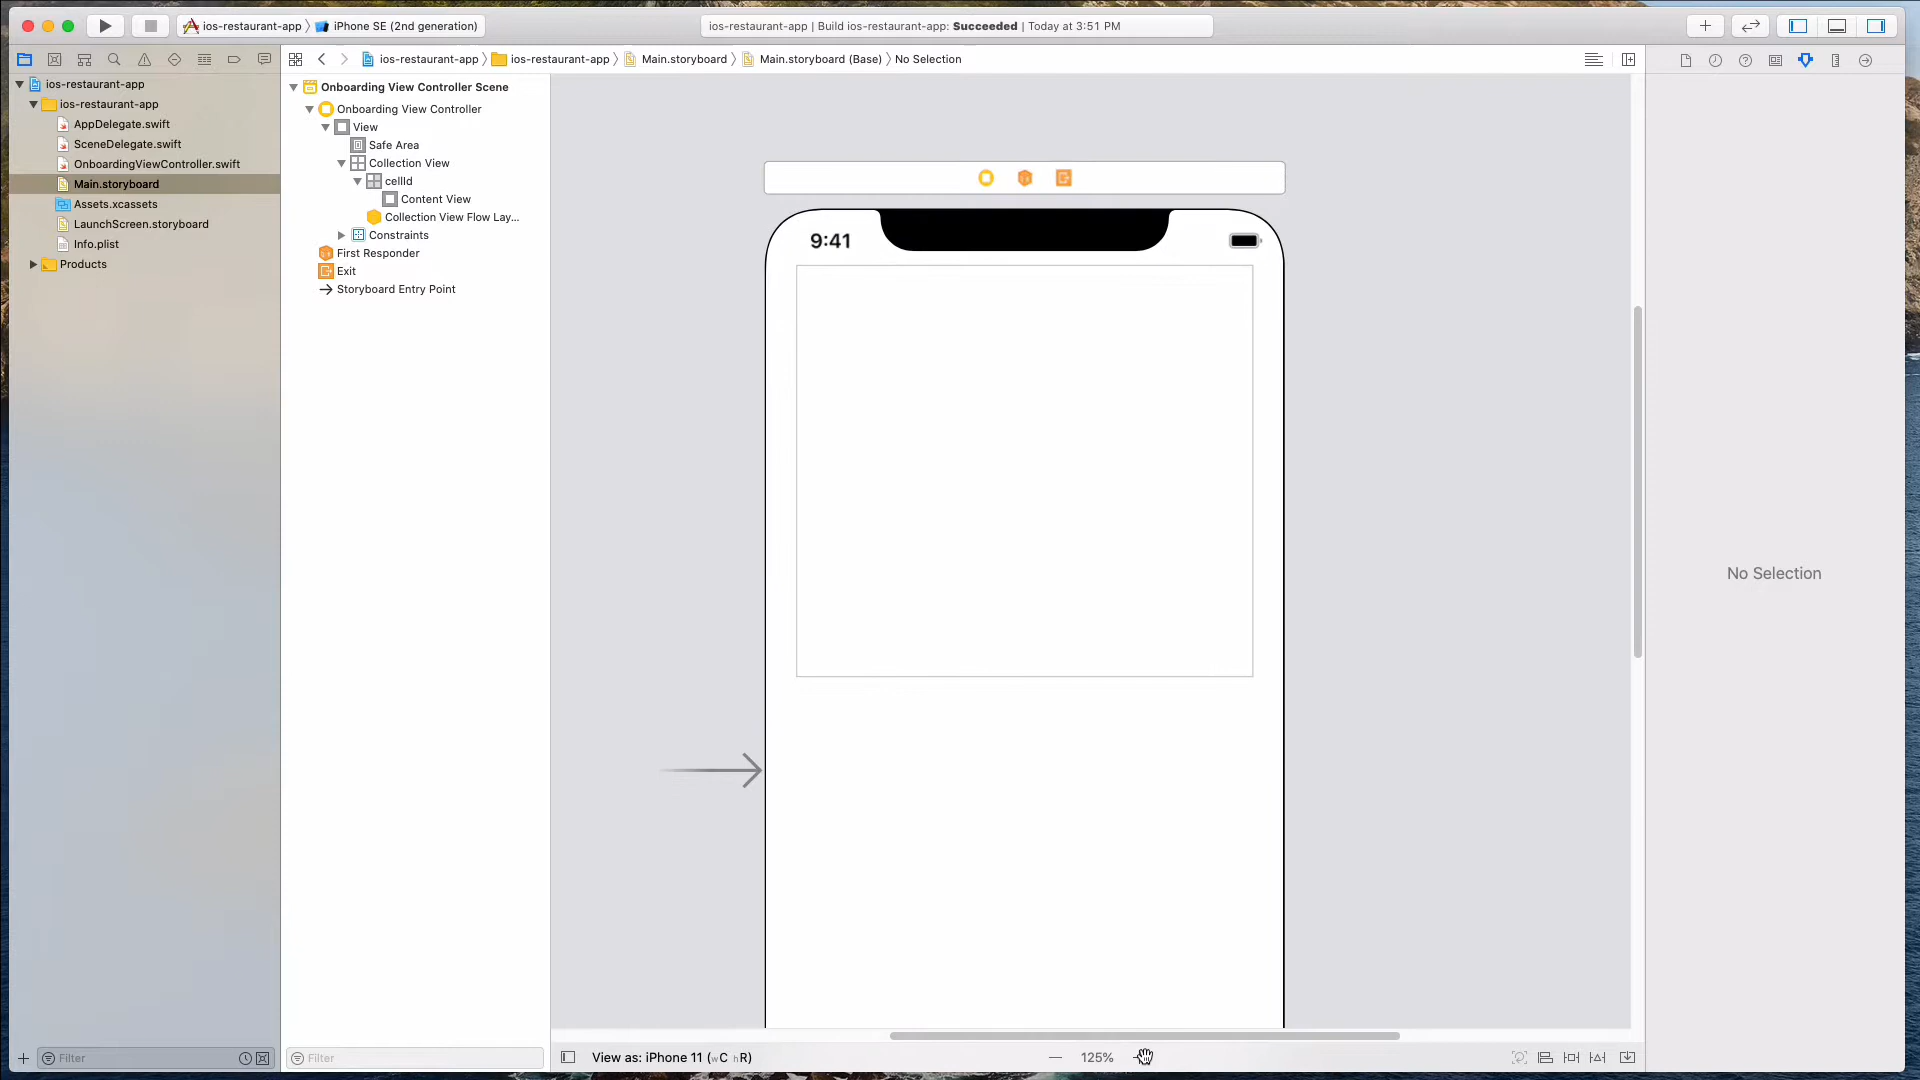 ios-restaurant-app
iPhone SE (2nd generation)
ios-restaurant-app | Build ios-restaurant-app: Succeeded | Today at 3:51 PM
ios-restaurant-app
ios-restaurant-app
Main.storyboard
Main.storyboard (Base)
No Selection
ios-restaurant-app
ios-restaurant-app
AppDelegate.swift
SceneDelegate.swift
OnboardingViewController.swift
Main.storyboard
Assets.xcassets
LaunchScreen.storyboard
Info.plist
Products
Onboarding View Controller Scene
Onboarding View Controller
View
Safe Area
Collection View
cellId
Content View
Collection View Flow Lay...
Constraints
First Responder
Exit
Storyboard Entry Point
9:41
No Selection
Filter
Filter
View as: iPhone 11 (wC hR)
125%